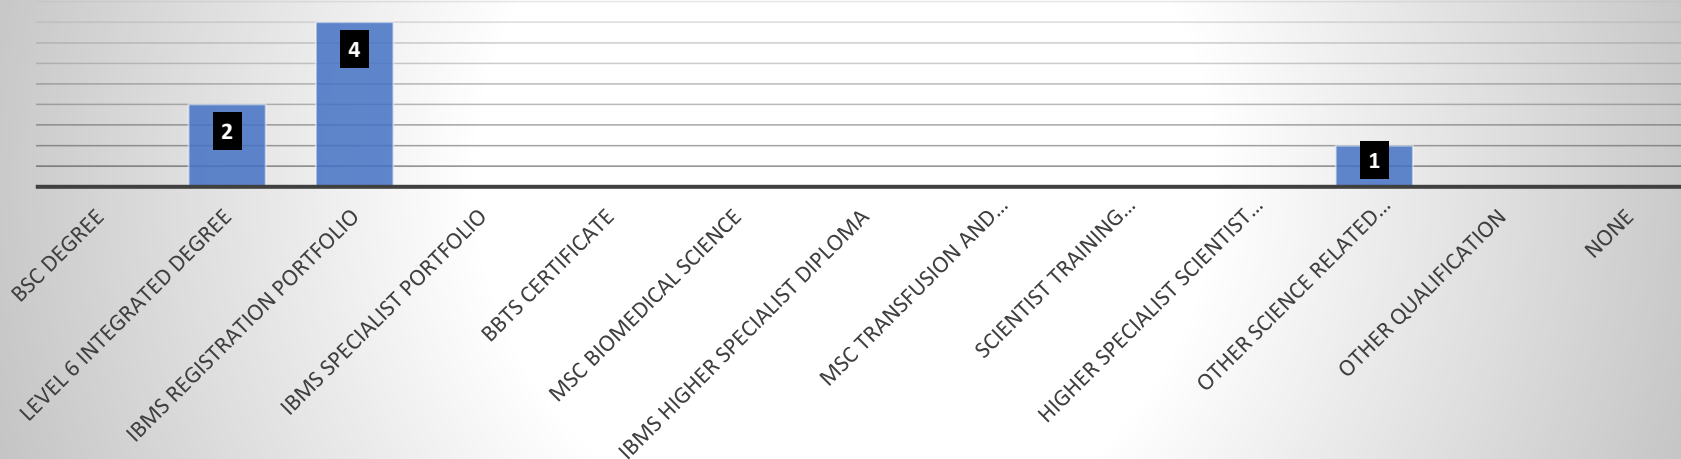 2
4
1
BSC DEGREE
LEVEL 6 INTEGRATED DEGREE
IBMS REGISTRATION PORTFOLIO
IBMS SPECIALIST PORTFOLIO
BBTS CERTIFICATE
MSC BIOMEDICAL SCIENCE
IBMS HIGHER SPECIALIST DIPLOMA
MSC TRANSFUSION AND...
SCIENTIST TRAINING...
HIGHER SPECIALIST SCIENTIST...
OTHER SCIENCE RELATED...
OTHER QUALIFICATION
NONE